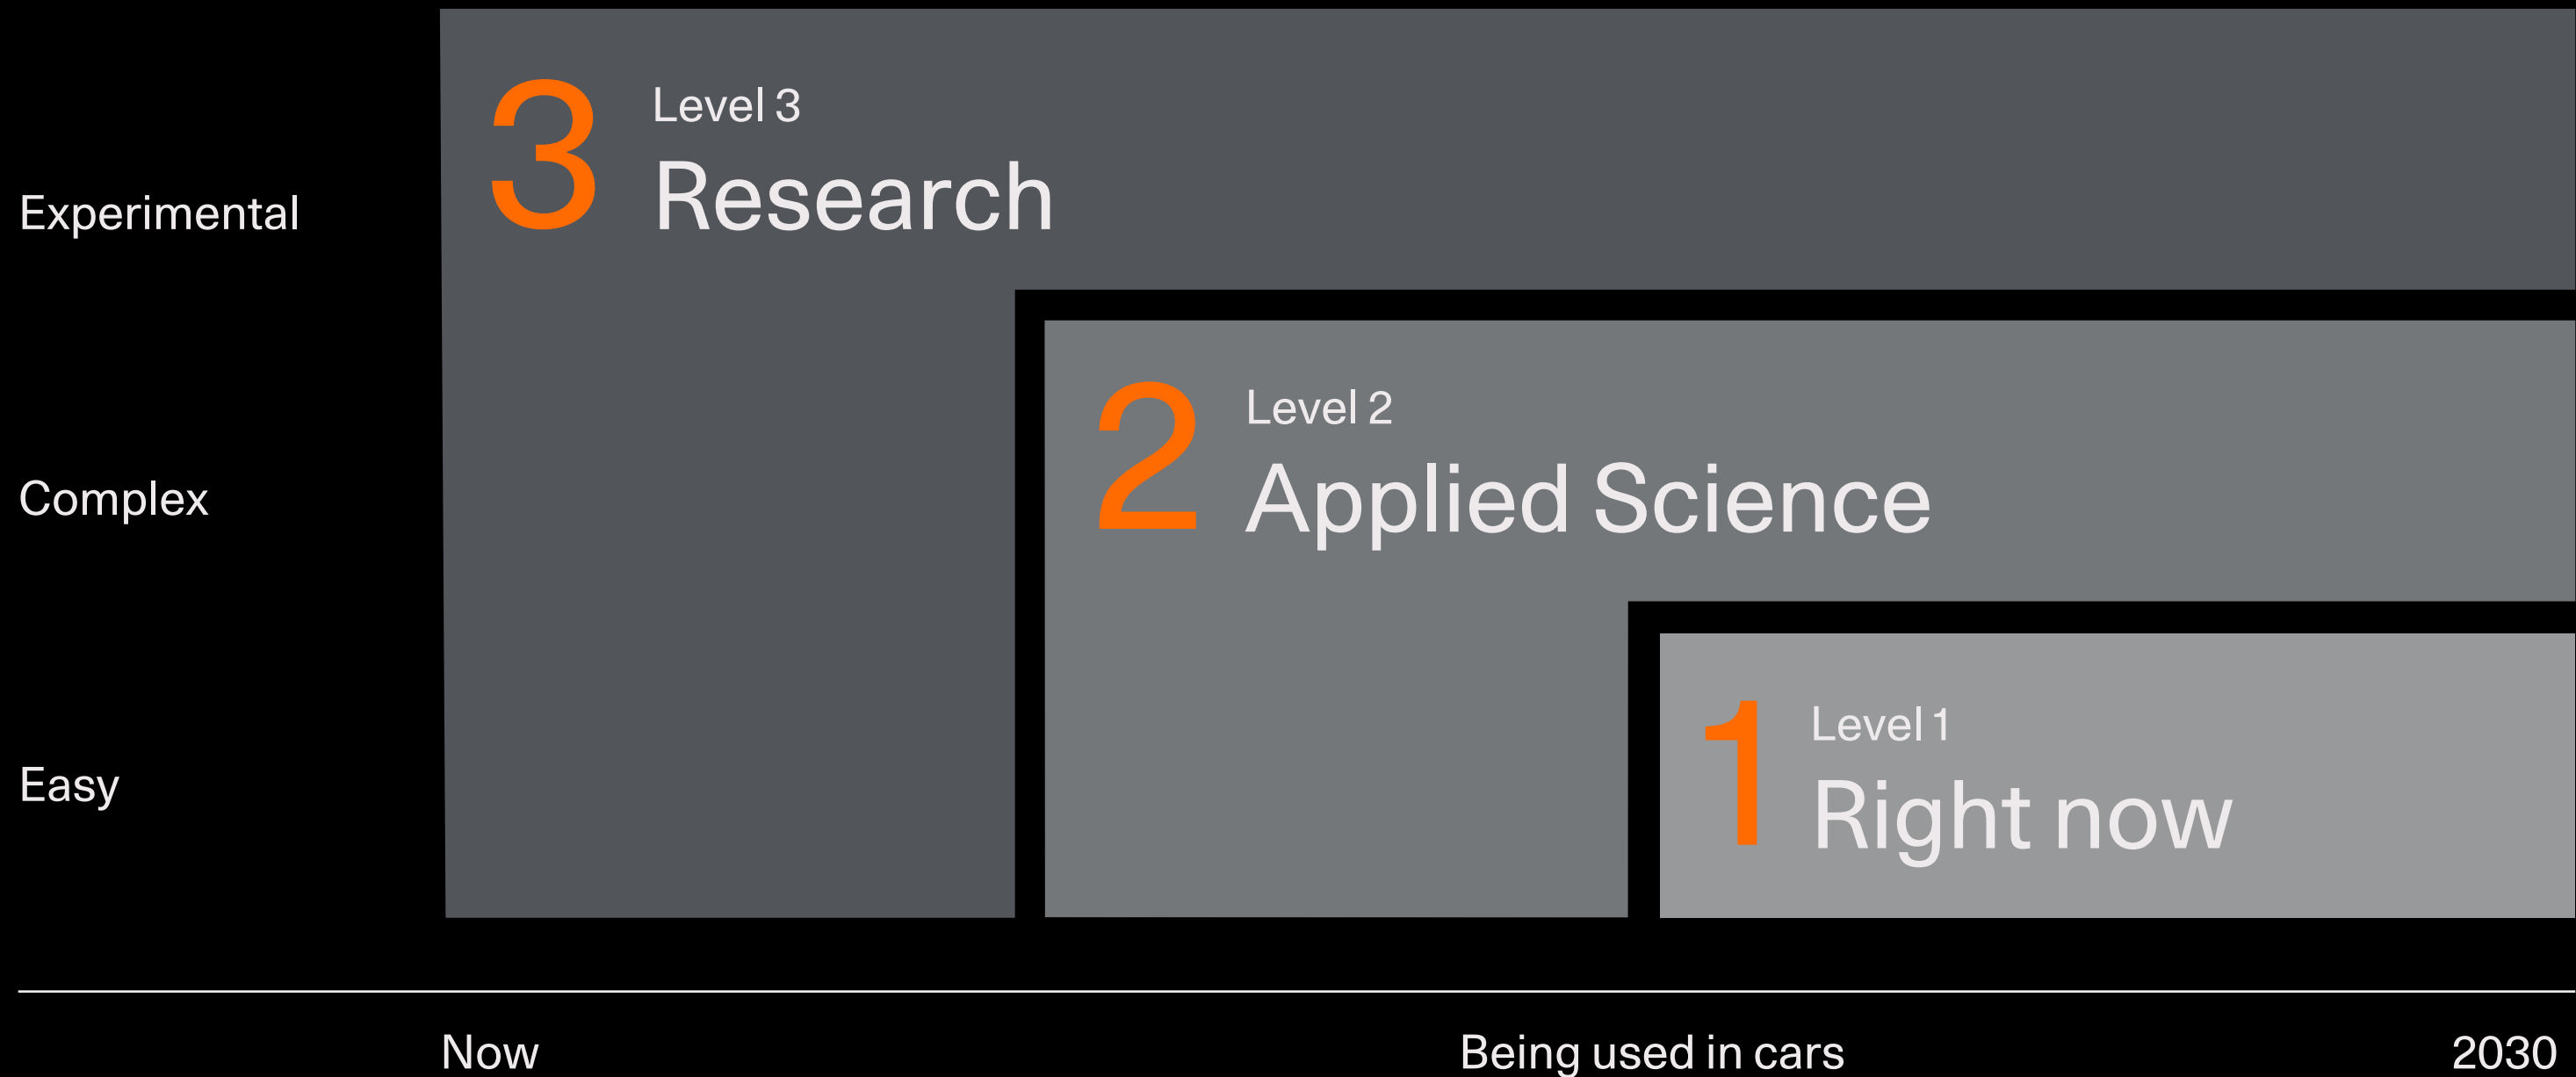 Experimental
3
Level 3
Research
Complex
2
Level 2
Applied Science
Easy
1
Level 1
Right now
Now
Being used in cars
2030